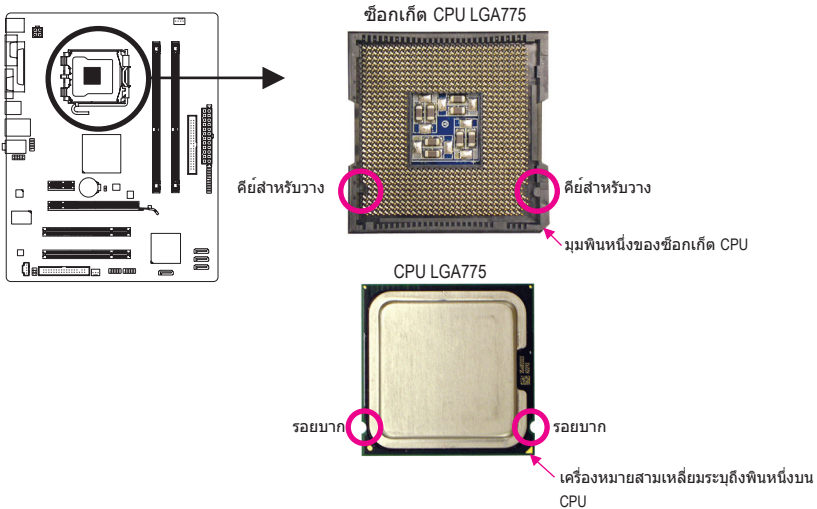 ซ็อกเก็ต CPU LGA775
คีย์สำหรับวาง
คีย์สำหรับวาง
มุมพินหนึ่งของซ็อกเก็ต CPU
CPU LGA775
รอยบาก
รอยบาก
เครื่องหมายสามเหลี่ยมระบุถึงพินหนึ่งบน
CPU